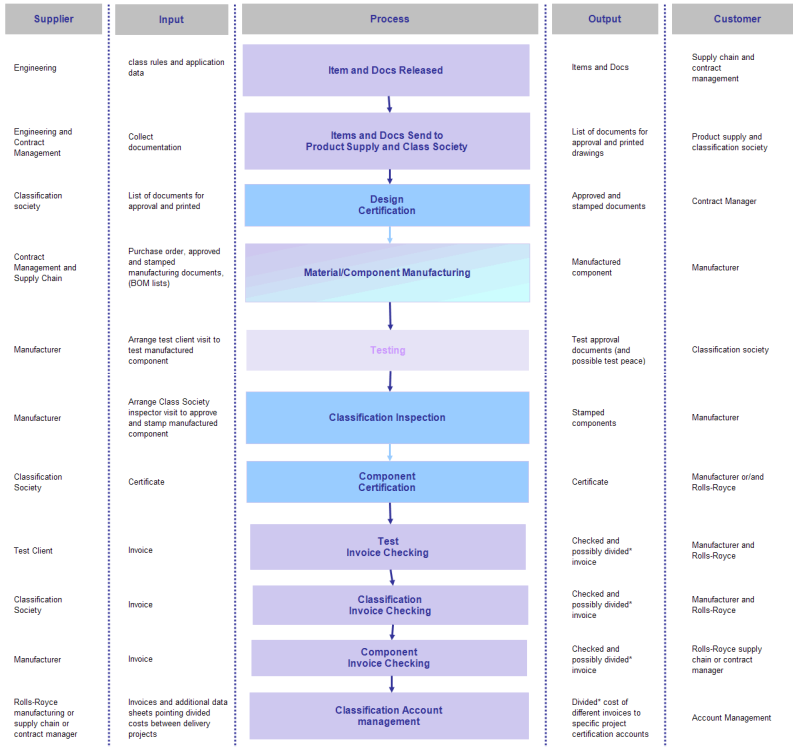 Supplier
Input
Process
Output
Customer
Engineering
class rules and application
data
Item and Docs Released
Items and Docs
Supply chain and
contract
management
Engineering and
Contract
Management
Collect
documentation
Items and Docs Send to
Product Supply and Class Society
List of documents for
approval and printed
drawings
Product supply and
classification society
Classification
society
List of documents for
approval and printed
Design
Certification
Approved and
stamped documents
Contract Manager
Contract
Management and
Supply Chain
Purchase order, approved
and stamped
manufacturing documents,
(BOM lists)
Material/Component Manufacturing
Manufactured
component
Manufacturer
Manufacturer
Arrange test client visit to
test manufactured
component
Testing
Test approval
documents (and
possible test peace)
Classification society
Manufacturer
Arrange Class Society
inspector visit to approve
and stamp manufactured
component
Classification Inspection
Stamped
components
Manufacturer
Classification
Society
Certificate
Component
Certification
Certificate
Manufacturer or/and
Rolls-Royce
Test Client
Invoice
Test
Invoice Checking
Checked and
possibly divided*
invoice
Manufacturer and
Rolls-Royce
Classification
Society
Invoice
Classification
Invoice Checking
Checked and
possibly divided*
invoice
Manufacturer and
Rolls-Royce
Manufacturer
Invoice
Component
Invoice Checking
Checked and
possibly divided*
invoice
Rolls-Royce supply
chain or contract
manager
Rolls-Royce
manufacturing or
supply chain or
contract manager
Invoices and additional data
sheets pointing divided
costs between delivery
projects
Classification Account
management
Divided* cost of
different invoices to
specific project
certification accounts
Account Management